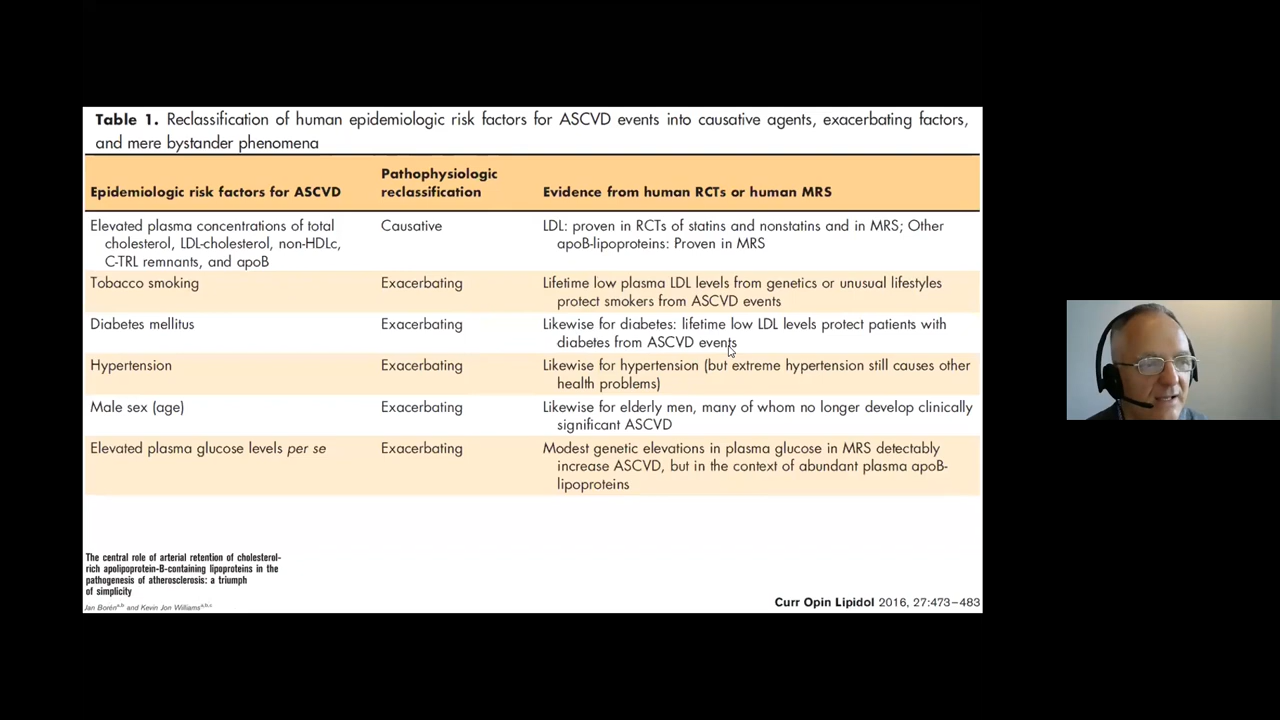 Table 1. Reclassification of human epidemiologic risk factors for ASCVD events into causative agents, exacerbating factors,
and mere bystander phenomena
Epidemiologic risk factors for ASCVD
Pathophysiologic
reclassification
Evidence from human RCTs or human MRS
Elevated plasma concentrations of total
cholesterol, LDL-cholesterol, non-HDLc,
C-TRL remnants, and apoB
Causative
LDL: proven in RCTs of statins and nonstatins and in MRS; Other
apoB-lipoproteins: Proven in MRS
Tobacco smoking
Exacerbating
Lifetime low plasma LDL levels from genetics or unusual lifestyles
protect smokers from ASCVD events
Diabetes mellitus
Exacerbating
Likewise for diabetes: lifetime low LDL levels protect patients with
diabetes from ASCVD events
Hypertension
Exacerbating
Likewise for hypertension (but extreme hypertension still causes other
health problems)
Male sex (age)
Exacerbating
Likewise for elderly men, many of whom no longer develop clinically
significant ASCVD
Elevated plasma glucose levels per se
Exacerbating
Modest genetic elevations in plasma glucose in MRS detectably
increase ASCVD, but in the context of abundant plasma apoB-
lipoproteins
The central role of arterial retention of cholesterol-
rich apolipoprotein-B-containing lipoproteins in the
pathogenesis of atherosclerosis: a triumph
of simplicity
Jan Borén a,b and Kevin Jon Williams a,b,c
Curr Opin Lipidol 2016, 27:473–483